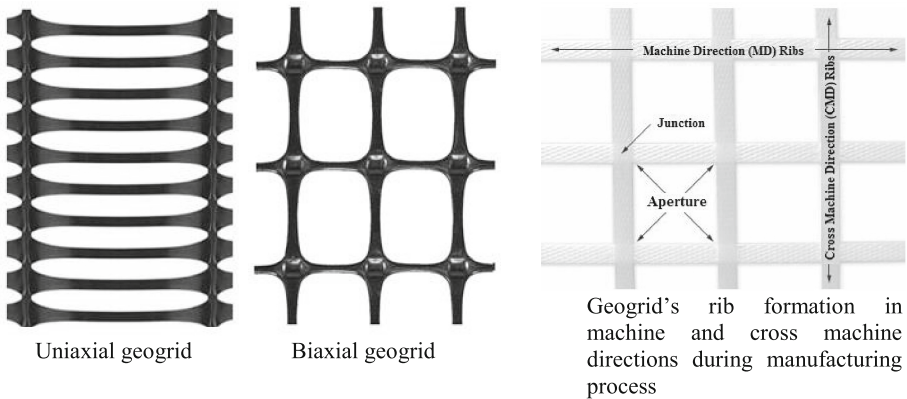 Machine Direction (MD) Ribs
Cross Machine Direction (CMD) Ribs
Junction
Aperture
Uniaxial geogrid
Biaxial geogrid
Geogrid's rib formation in
machine and cross machine
directions during manufacturing
process